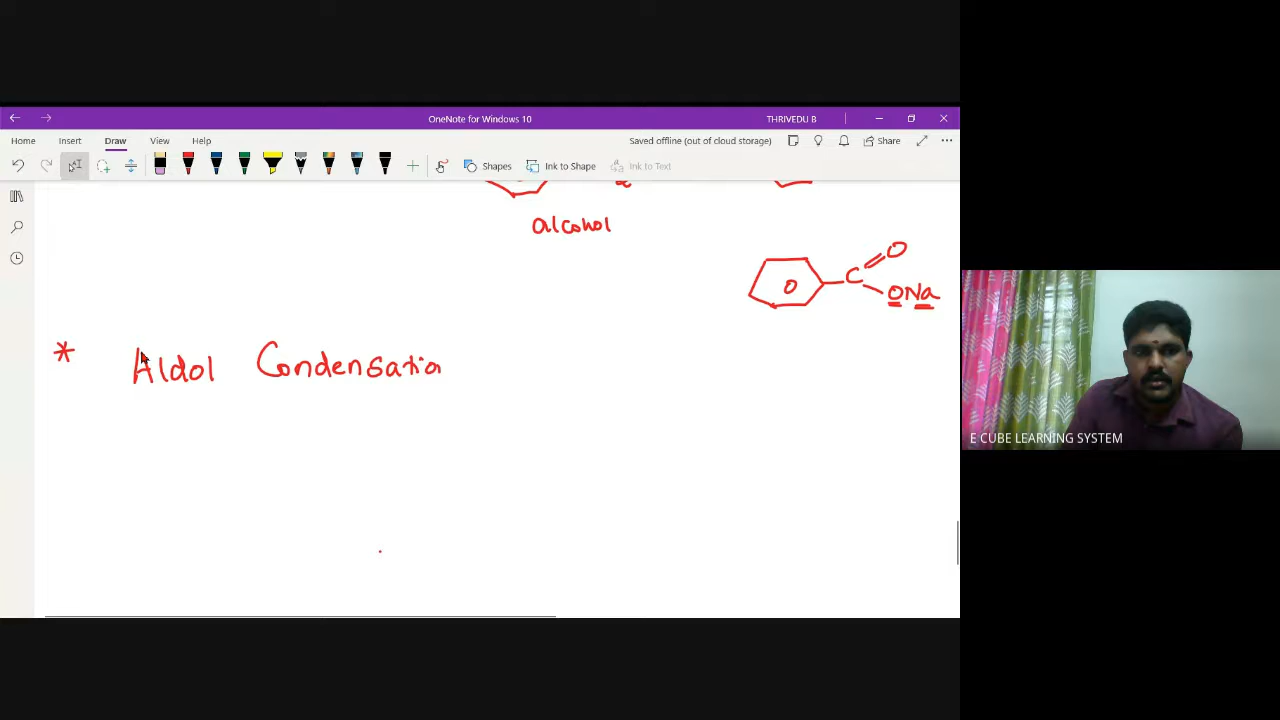 OneNote for Windows 10
THRIVEDU B
Home Insert Draw View Help
Saved offline (out of cloud storage)
Share
Shapes
Ink to Shape
Ink to Text
alcohol
C
O
O
ONa
* Aldol Condensation
E CUBE LEARNING SYSTEM